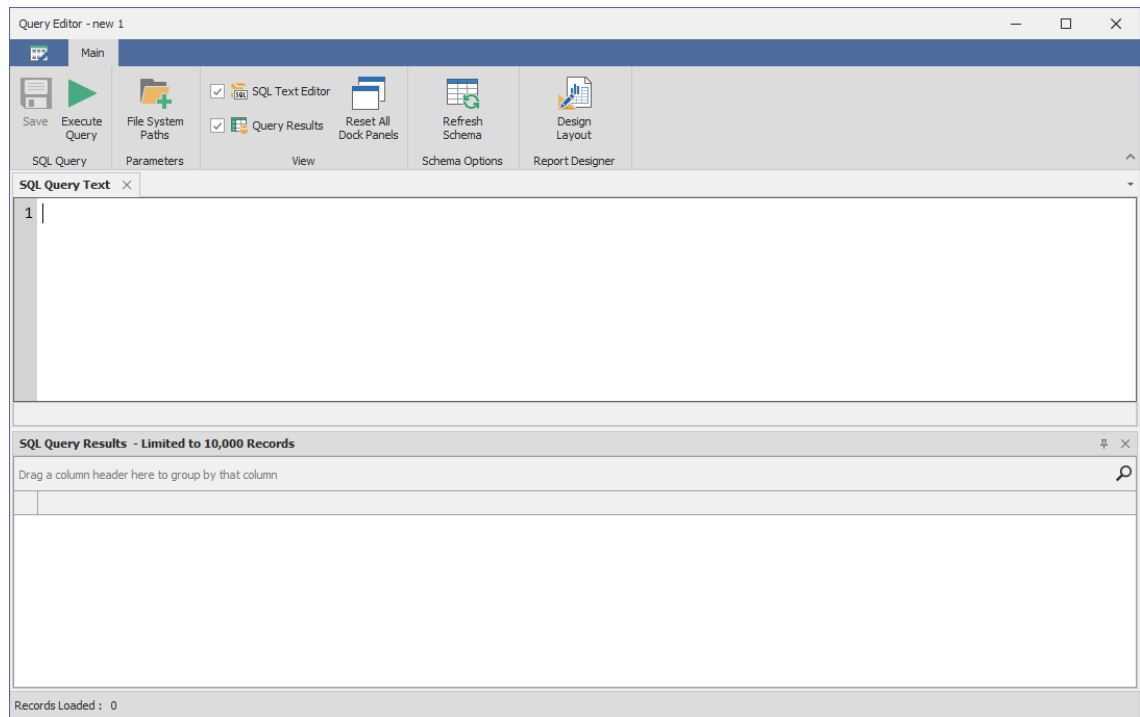 Query Editor - new 1
Main
Save
Execute
Query
File System
Paths
SQL
SQL Text Editor
Query Results
Reset All
Dock Panels
Refresh
Schema
Design
Layout
SQL Query
Parameters
View
Schema Options
Report Designer
SQL Query Text
1
SQL Query Results - Limited to 10,000 Records
Drag a column header here to group by that column
Records Loaded : 0